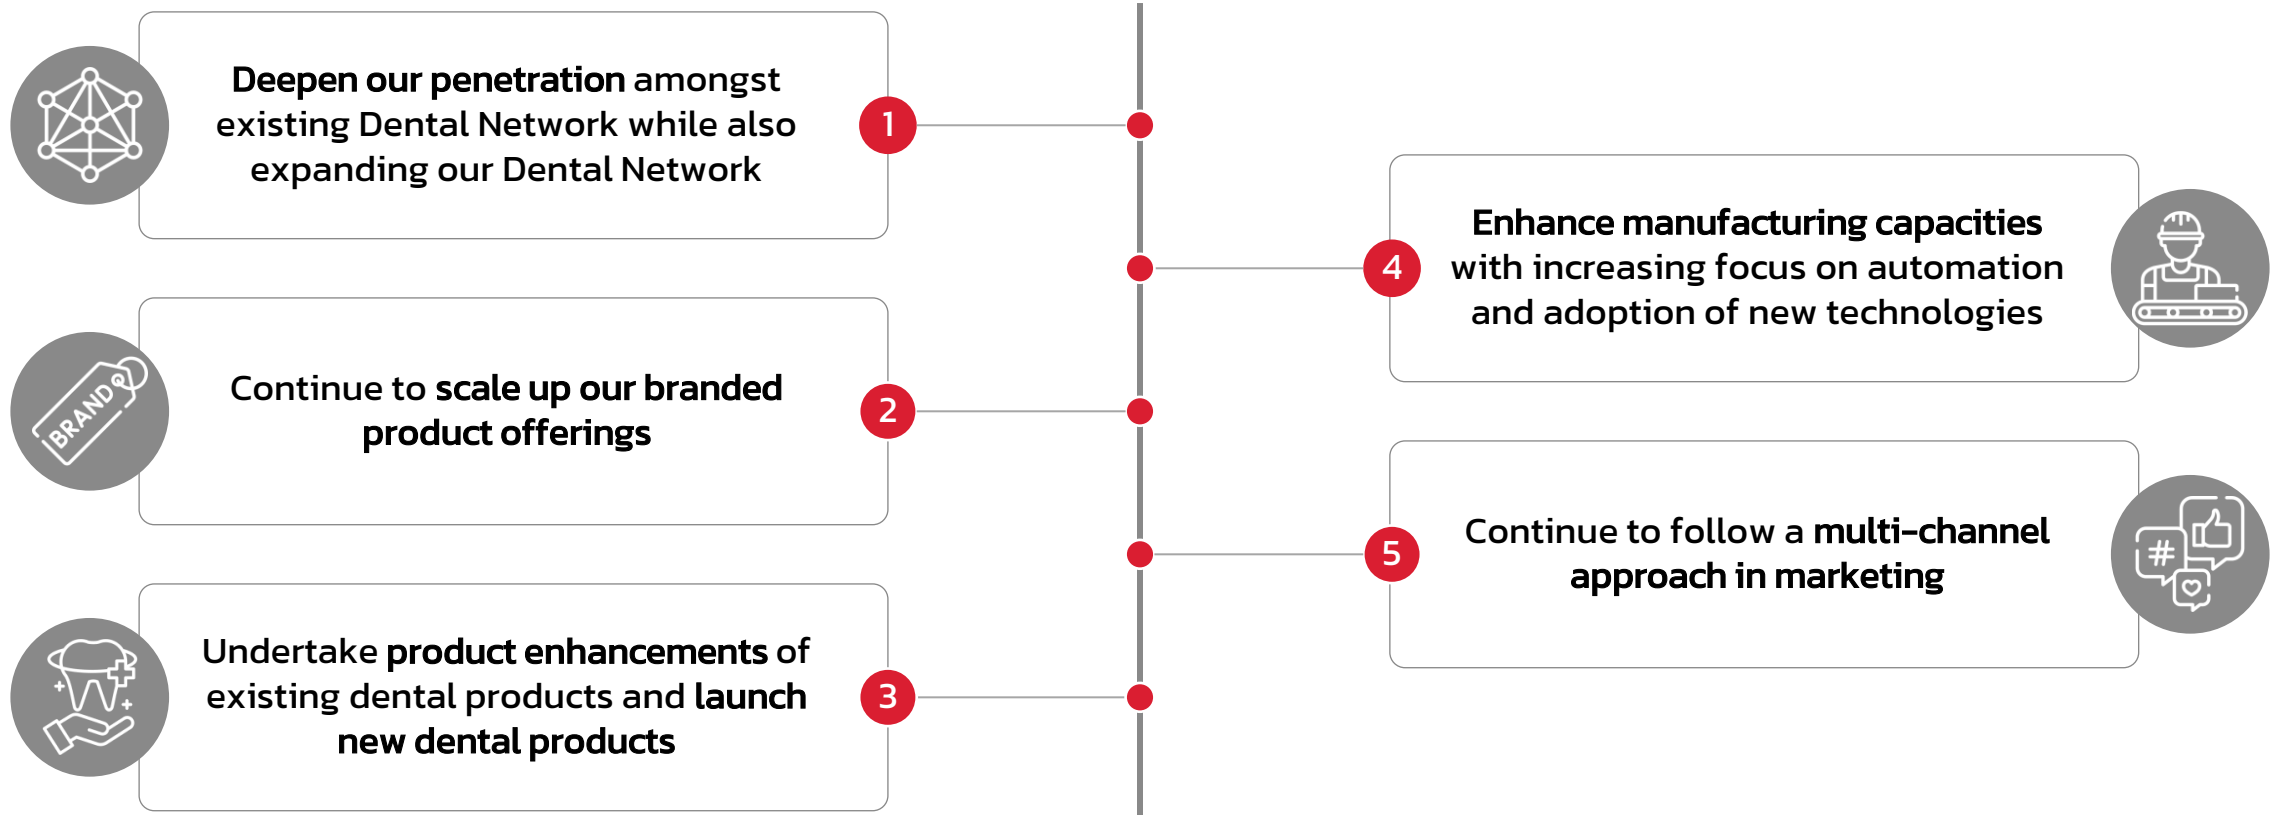 Deepen our penetration amongst
existing Dental Network while also
expanding our Dental Network
1
BRAND
Continue to scale up our branded
product offerings
2
Undertake product enhancements of
existing dental products and launch
new dental products
3
4
Enhance manufacturing capacities
with increasing focus on automation
and adoption of new technologies
5
Continue to follow a multi-channel
approach in marketing
#